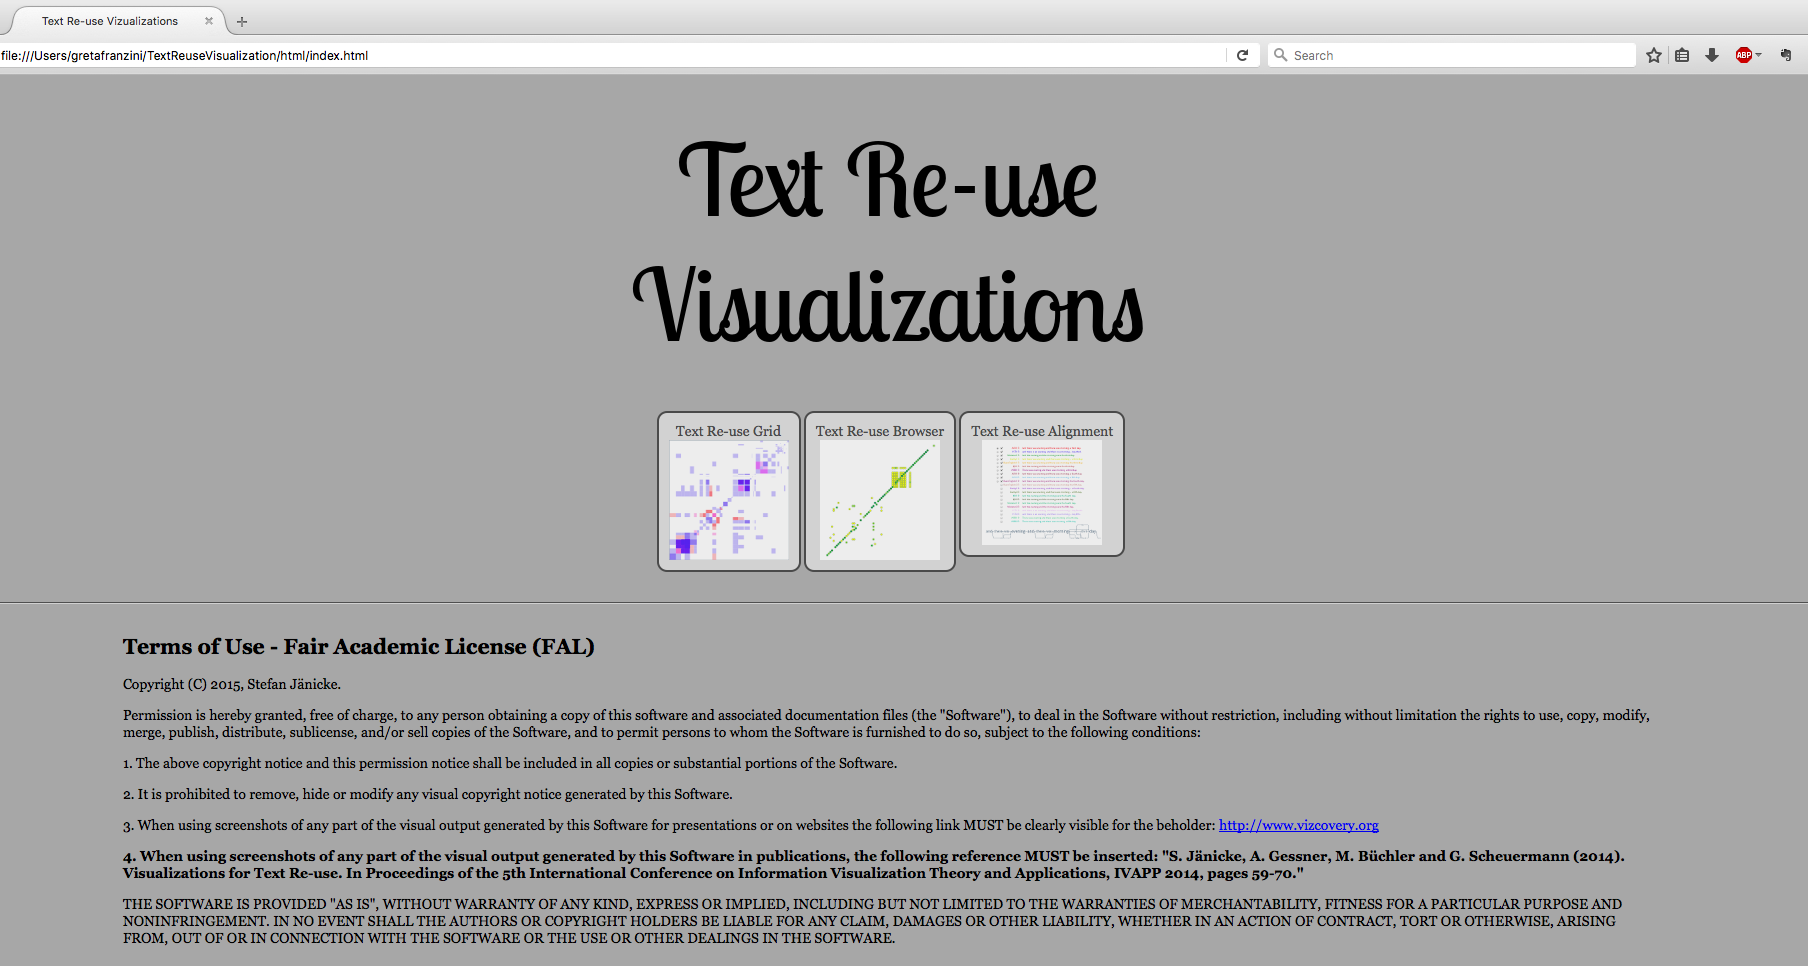 Text Re-use Vizualizations
file:///Users/gretafranzini/TextReuseVisualization/html/index.html
Search
ABP
Text Re-use
Visualizations
Text Re-use Grid
Text Re-use Browser
Text Re-use Alignment
Terms of Use - Fair Academic License (FAL)
Copyright (C) 2015, Stefan Jänicke.
Permission is hereby granted, free of charge, to any person obtaining a copy of this software and associated documentation files (the "Software"), to deal in the Software without restriction, including without limitation the rights to use, copy, modify,
merge, publish, distribute, sublicense, and/or sell copies of the Software, and to permit persons to whom the Software is furnished to do so, subject to the following conditions:
1. The above copyright notice and this permission notice shall be included in all copies or substantial portions of the Software.
2. It is prohibited to remove, hide or modify any visual copyright notice generated by this Software.
3. When using screenshots of any part of the visual output generated by this Software for presentations or on websites the following link MUST be clearly visible for the beholder: http://www.vizcovery.org
4. When using screenshots of any part of the visual output generated by this Software in publications, the following reference MUST be inserted: "S. Jänicke, A. Gessner, M. Büchler and G. Scheuermann (2014).
Visualizations for Text Re-use. In Proceedings of the 5th International Conference on Information Visualization Theory and Applications, IVAPP 2014, pages 59-70."
THE SOFTWARE IS PROVIDED "AS IS", WITHOUT WARRANTY OF ANY KIND, EXPRESS OR IMPLIED, INCLUDING BUT NOT LIMITED TO THE WARRANTIES OF MERCHANTABILITY, FITNESS FOR A PARTICULAR PURPOSE AND
NONINFRINGEMENT. IN NO EVENT SHALL THE AUTHORS OR COPYRIGHT HOLDERS BE LIABLE FOR ANY CLAIM, DAMAGES OR OTHER LIABILITY, WHETHER IN AN ACTION OF CONTRACT, TORT OR OTHERWISE, ARISING
FROM, OUT OF OR IN CONNECTION WITH THE SOFTWARE OR THE USE OR OTHER DEALINGS IN THE SOFTWARE.